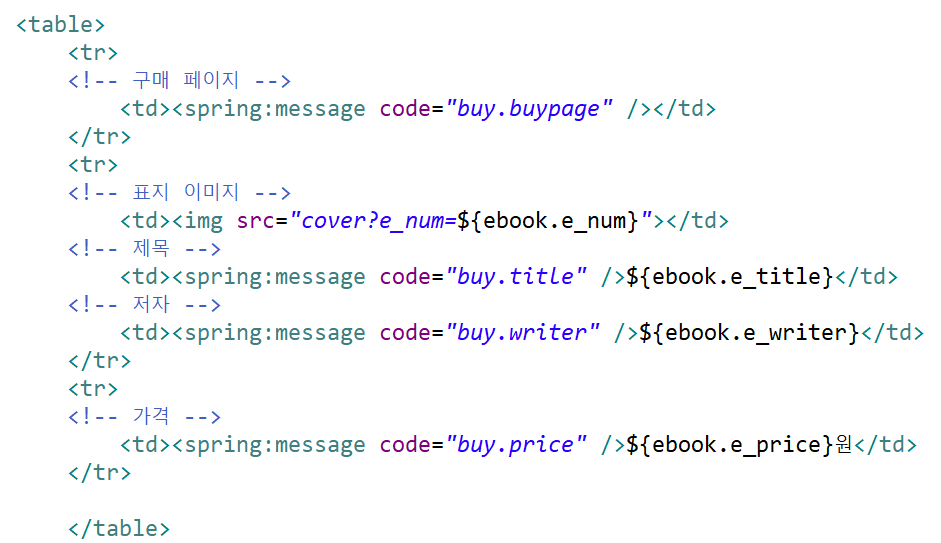 <table>
<tr>
<!-- 구매 페이지 -->
<td><spring:message code="buy.buypage" /></td>
</tr>
<tr>
<!-- 표지 이미지 -->
<td><img src="cover?e_num=${ebook.e_num}"></td>
<!-- 제목 -->
<td><spring:message code="buy.title" />${ebook.e_title}</td>
<!-- 저자 -->
<td><spring:message code="buy.writer" />${ebook.e_writer}</td>
</tr>
<tr>
<!-- 가격 -->
<td><spring:message code="buy.price" />${ebook.e_price}원</td>
</tr>
</table>